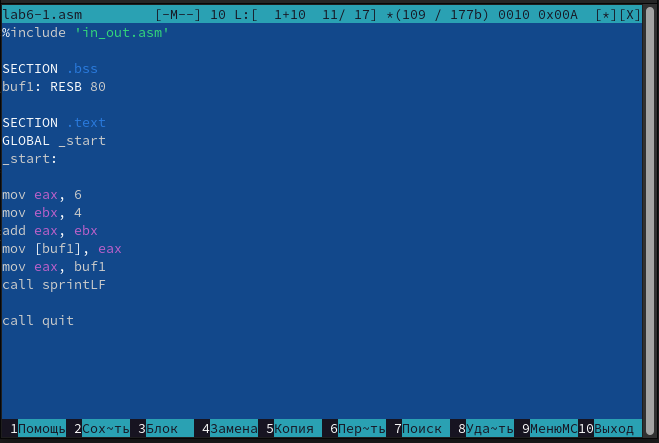 lab6-1.asm [-M--] 10 L:[ 1+10 11/ 17] *(109 / 177b) 0010 0x00A [*][X]
%include 'in_out.asm'
SECTION .bss
buf1: RESB 80
SECTION .text
GLOBAL _start
_start:
mov eax, 6
mov ebx, 4
add eax, ebx
mov [buf1], eax
mov eax, buf1
call sprintLF
call quit
1Помощь 2Сох~ть 3Блок 4Замена 5Копия 6Пер~ть 7Поиск 8Уда~ть 9МенюMC 10Выход